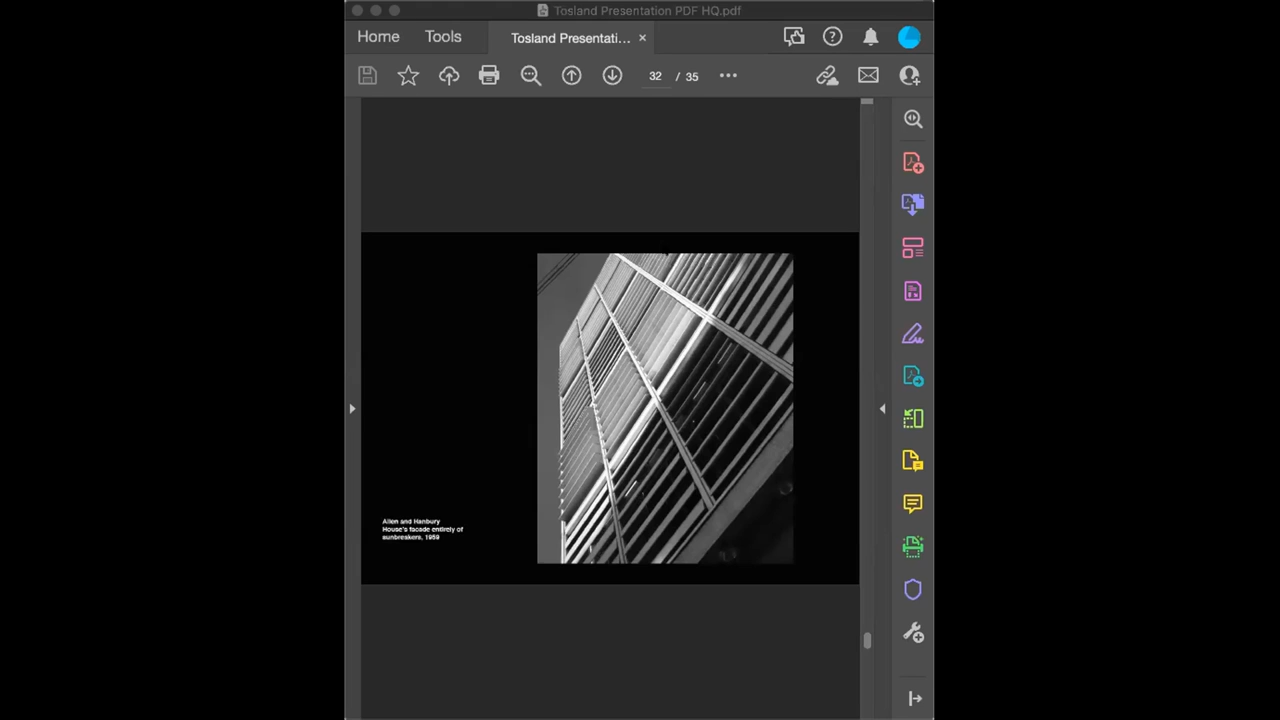 Tosland Presentation PDF HQ.pdf
Home
Tools
Tosland Presentati... ×
32 / 35
Allen and Hanbury
House's facade entirely of
sunbreakers, 1959